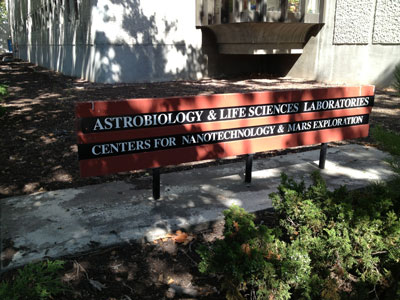 ASTROBIOLOGY & LIFE SCIENCES LABORATORIES
CENTERS FOR NANOTECHNOLOGY & MARS EXPLORATION